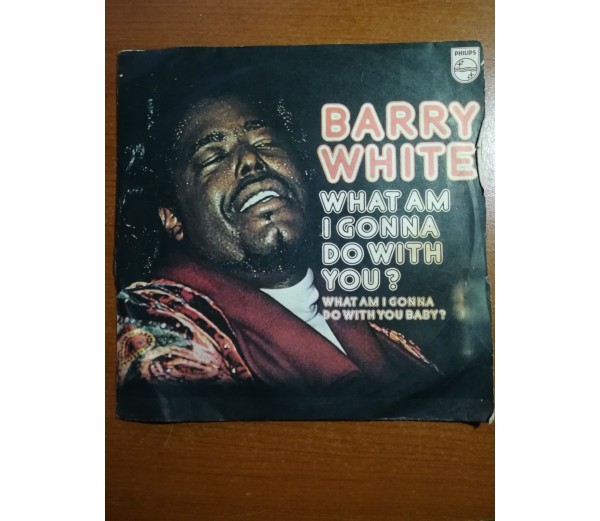 PHILIPS
BARRY
WHITE
WHAT AM
I GONNA
DO WITH
YOU?
WHAT AM I GONNA
DO WITH YOU BABY?